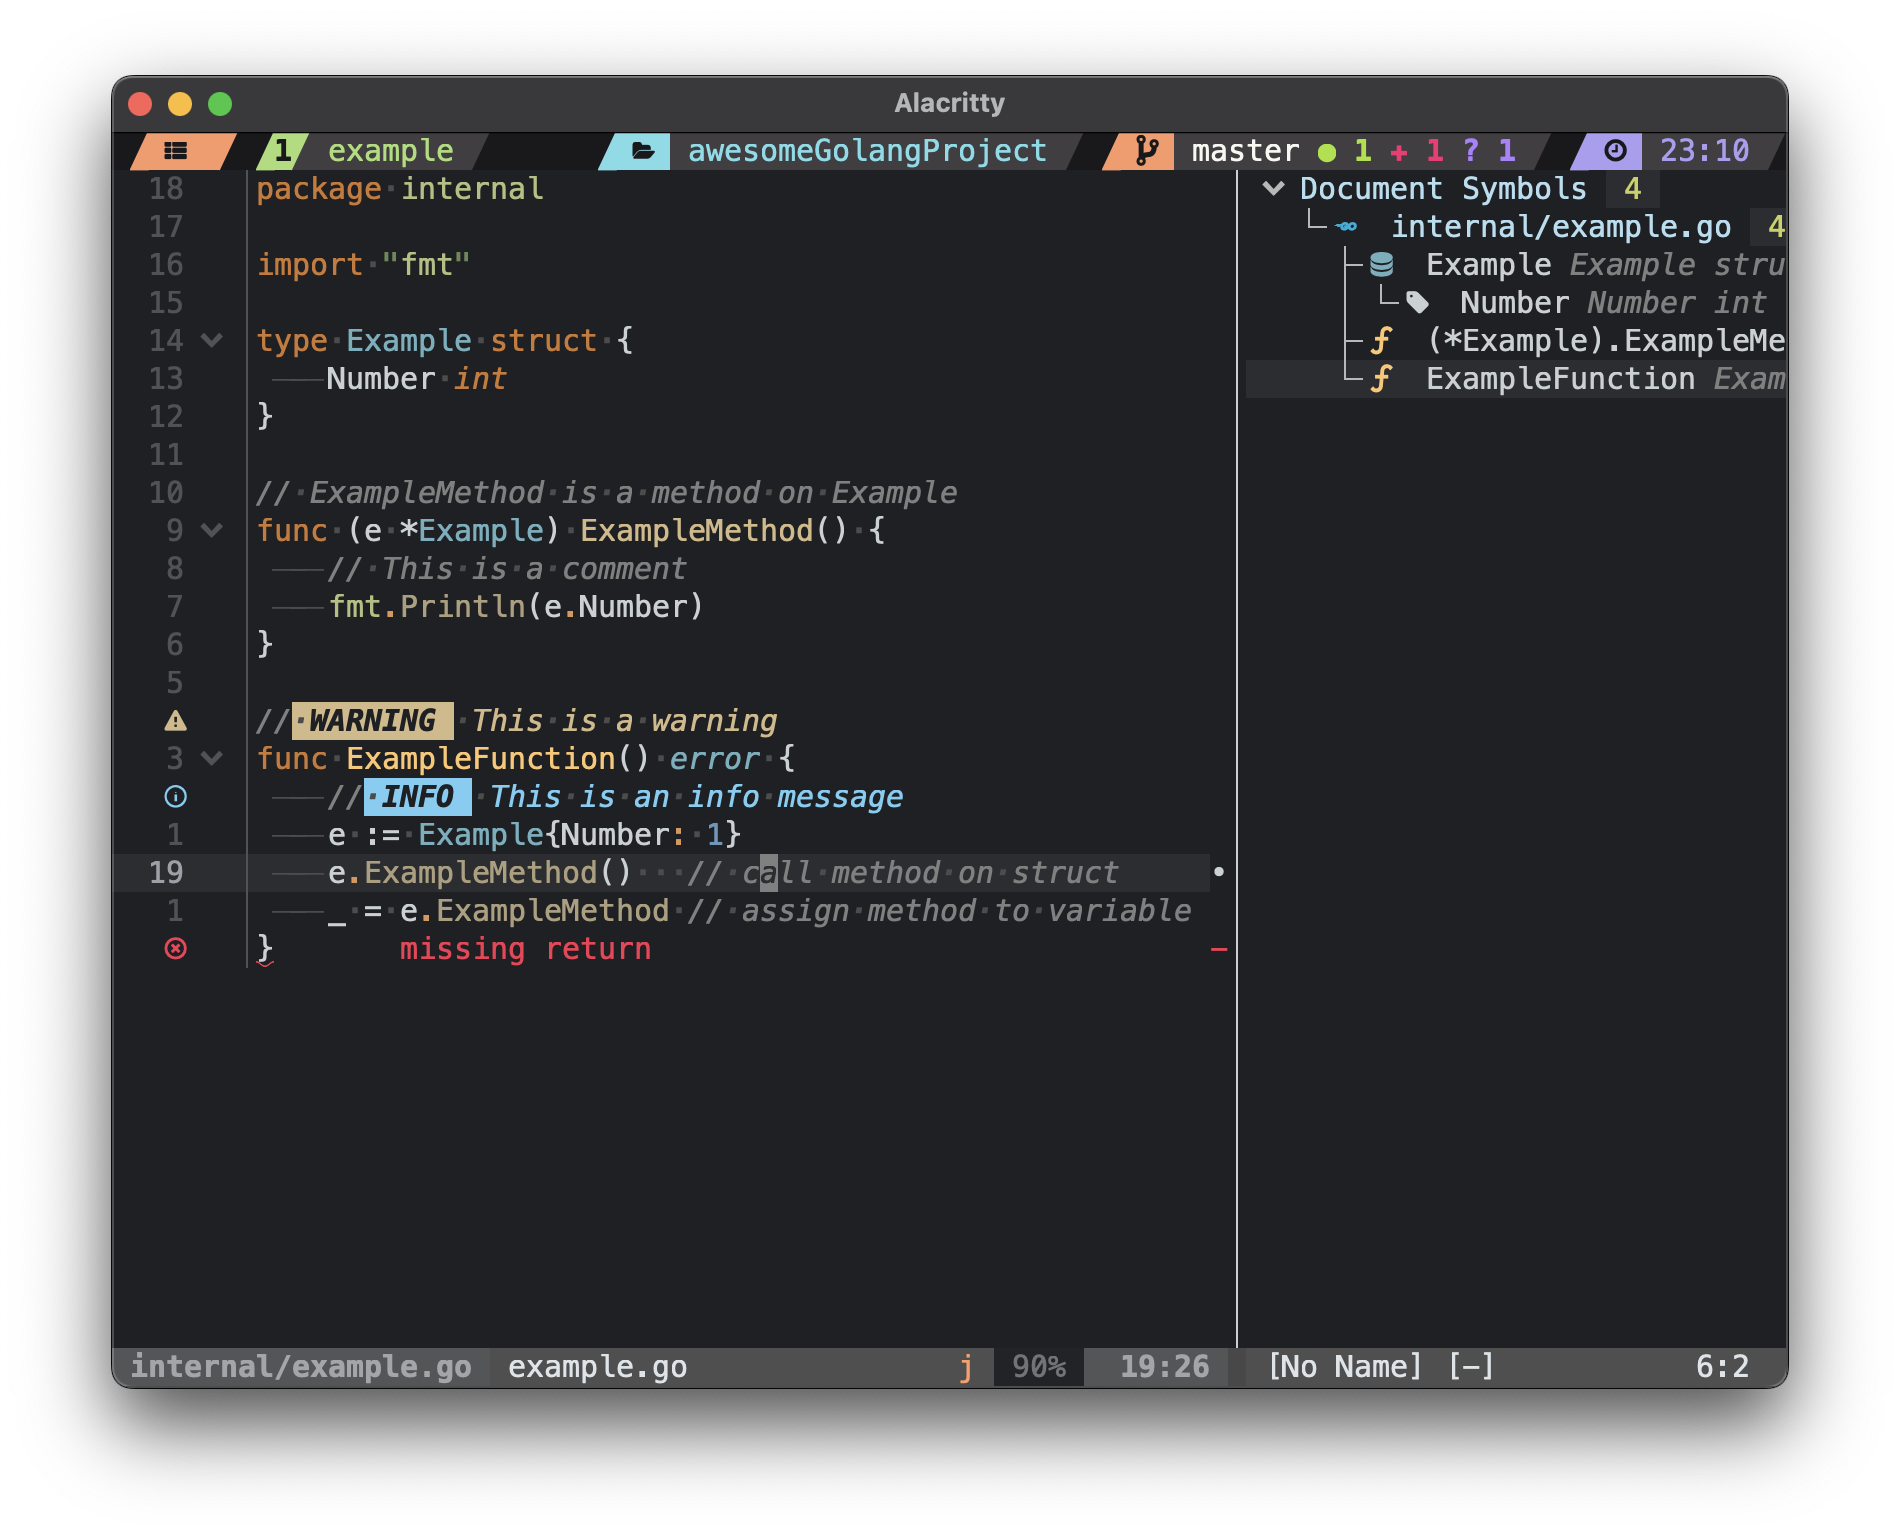 Alacritty
1 example awesomeGolangProject master ● 1 + 1 ? 1 23:10
18 package internal
17
16 import "fmt"
15
14 type Example struct {
13 Number int
12 }
11
10 // ExampleMethod is a method on Example
9 func (e *Example) ExampleMethod() {
8 // This is a comment
7 fmt.Println(e.Number)
6 }
5
// WARNING  This is a warning
3 func ExampleFunction() error {
// INFO  This is an info message
1 e := Example{Number: 1}
19 e.ExampleMethod()   // call method on struct
1 _ = e.ExampleMethod // assign method to variable
} missing return
Document Symbols 4
internal/example.go 4
Example Example stru
Number Number int
(*Example).ExampleMe
ExampleFunction Exam
internal/example.go example.go j 90% 19:26
[No Name] [-] 6:2